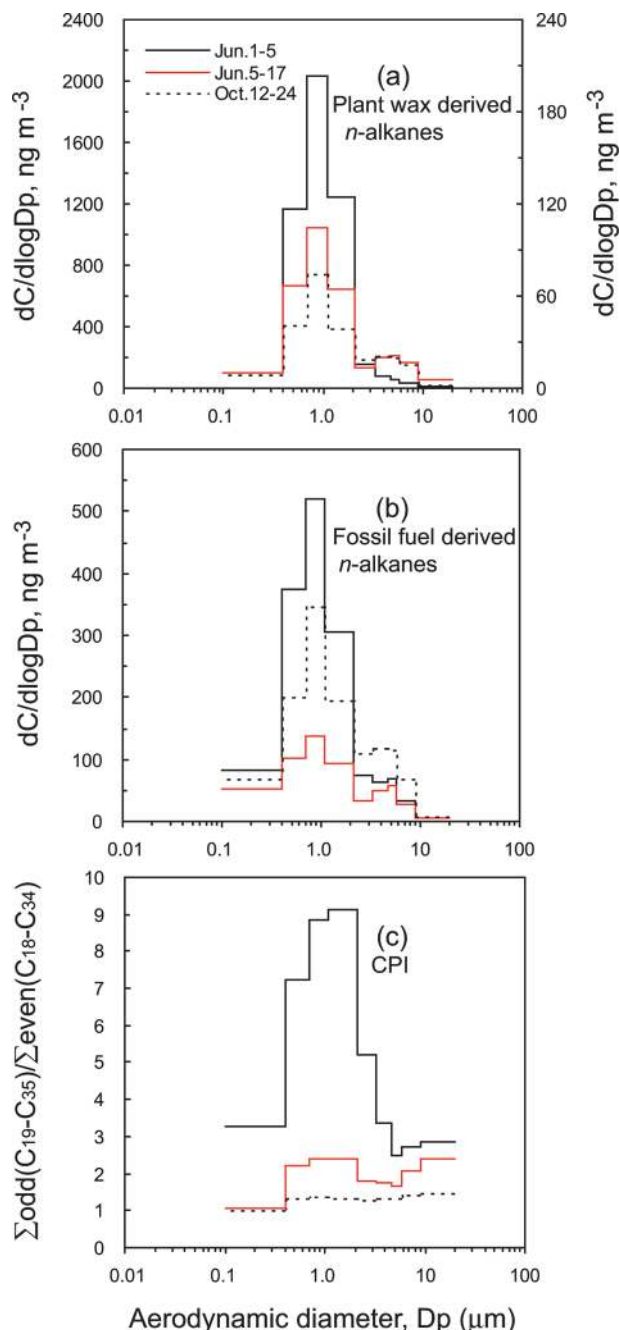 2400
2000
1600
1200
800
400
0
dC/dlogDp, ng m-3
Jun.1-5
Jun.5-17
Oct.12-24
(a)
Plant wax derived
n-alkanes
240
180
120
60
0
dC/dlogDp, ng m-3
0.01 0.1 1.0 10 100
600
500
400
300
200
100
0
dC/dlogDp, ng m-3
(b)
Fossil fuel derived
n-alkanes
0.01 0.1 1.0 10 100
10
9
8
7
6
5
4
3
2
1
0
∑odd(C19-C35)/∑even(C18-C34)
(c)
CPI
0.01 0.1 1.0 10 100
Aerodynamic diameter, Dp (μm)